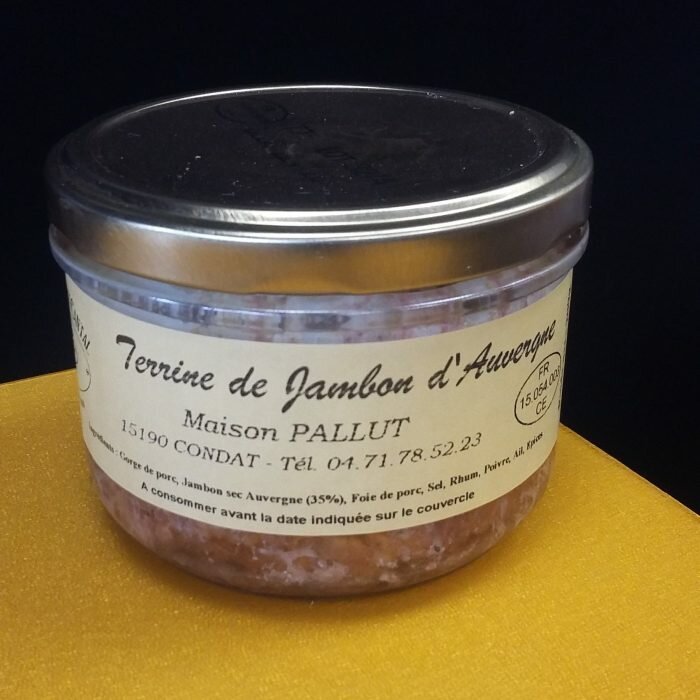 Terrine de Jambon d'Auvergne
Maison PALLUT
15190 CONDAT - Tél. 04.71.78.52.23
Ingrédients : Gorge de porc, Jambon sec Auvergne (35%), Foie de porc, Sel, Rhum, Poivre, Ail, Epices
A consommer avant la date indiquée sur le couvercle
FR
15.054.003
CE